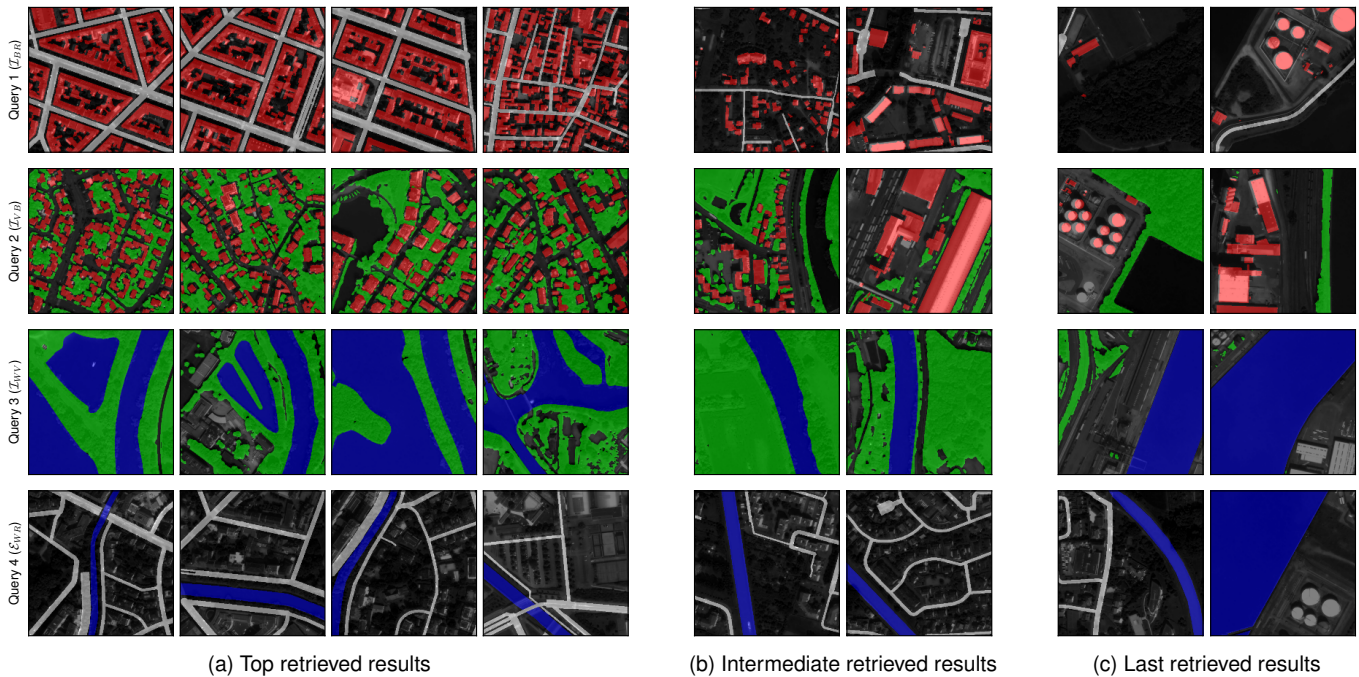 Query 1 (𝓘_BR)
Query 2 (𝓘_VB)
Query 3 (𝓘_WV)
Query 4 (𝓔_WR)
(a) Top retrieved results
(b) Intermediate retrieved results
(c) Last retrieved results